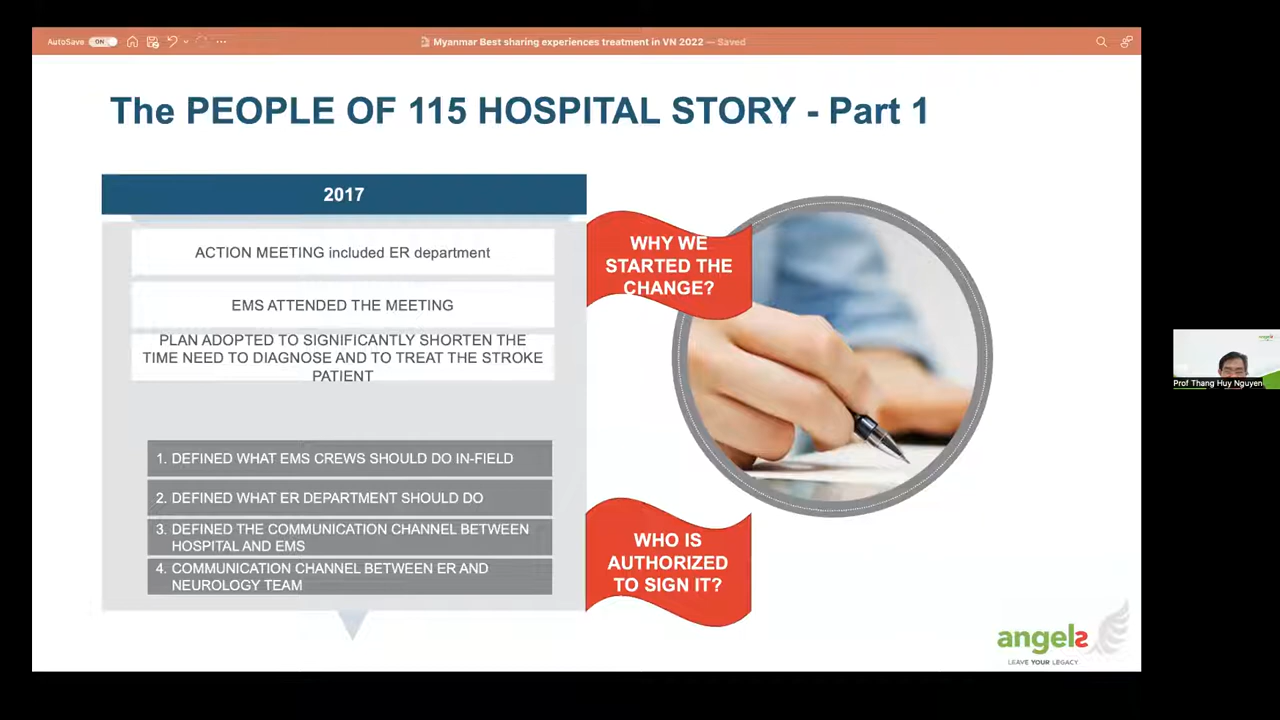 AutoSave ON
Myanmar Best sharing experiences treatment in VN 2022 — Saved
The PEOPLE OF 115 HOSPITAL STORY - Part 1
2017
ACTION MEETING included ER department
EMS ATTENDED THE MEETING
PLAN ADOPTED TO SIGNIFICANTLY SHORTEN THE
TIME NEED TO DIAGNOSE AND TO TREAT THE STROKE
PATIENT
1. DEFINED WHAT EMS CREWS SHOULD DO IN-FIELD
2. DEFINED WHAT ER DEPARTMENT SHOULD DO
3. DEFINED THE COMMUNICATION CHANNEL BETWEEN
HOSPITAL AND EMS
4. COMMUNICATION CHANNEL BETWEEN ER AND
NEUROLOGY TEAM
WHY WE
STARTED THE
CHANGE?
WHO IS
AUTHORIZED
TO SIGN IT?
angels
LEAVE YOUR LEGACY
Prof Thang Huy Nguyen